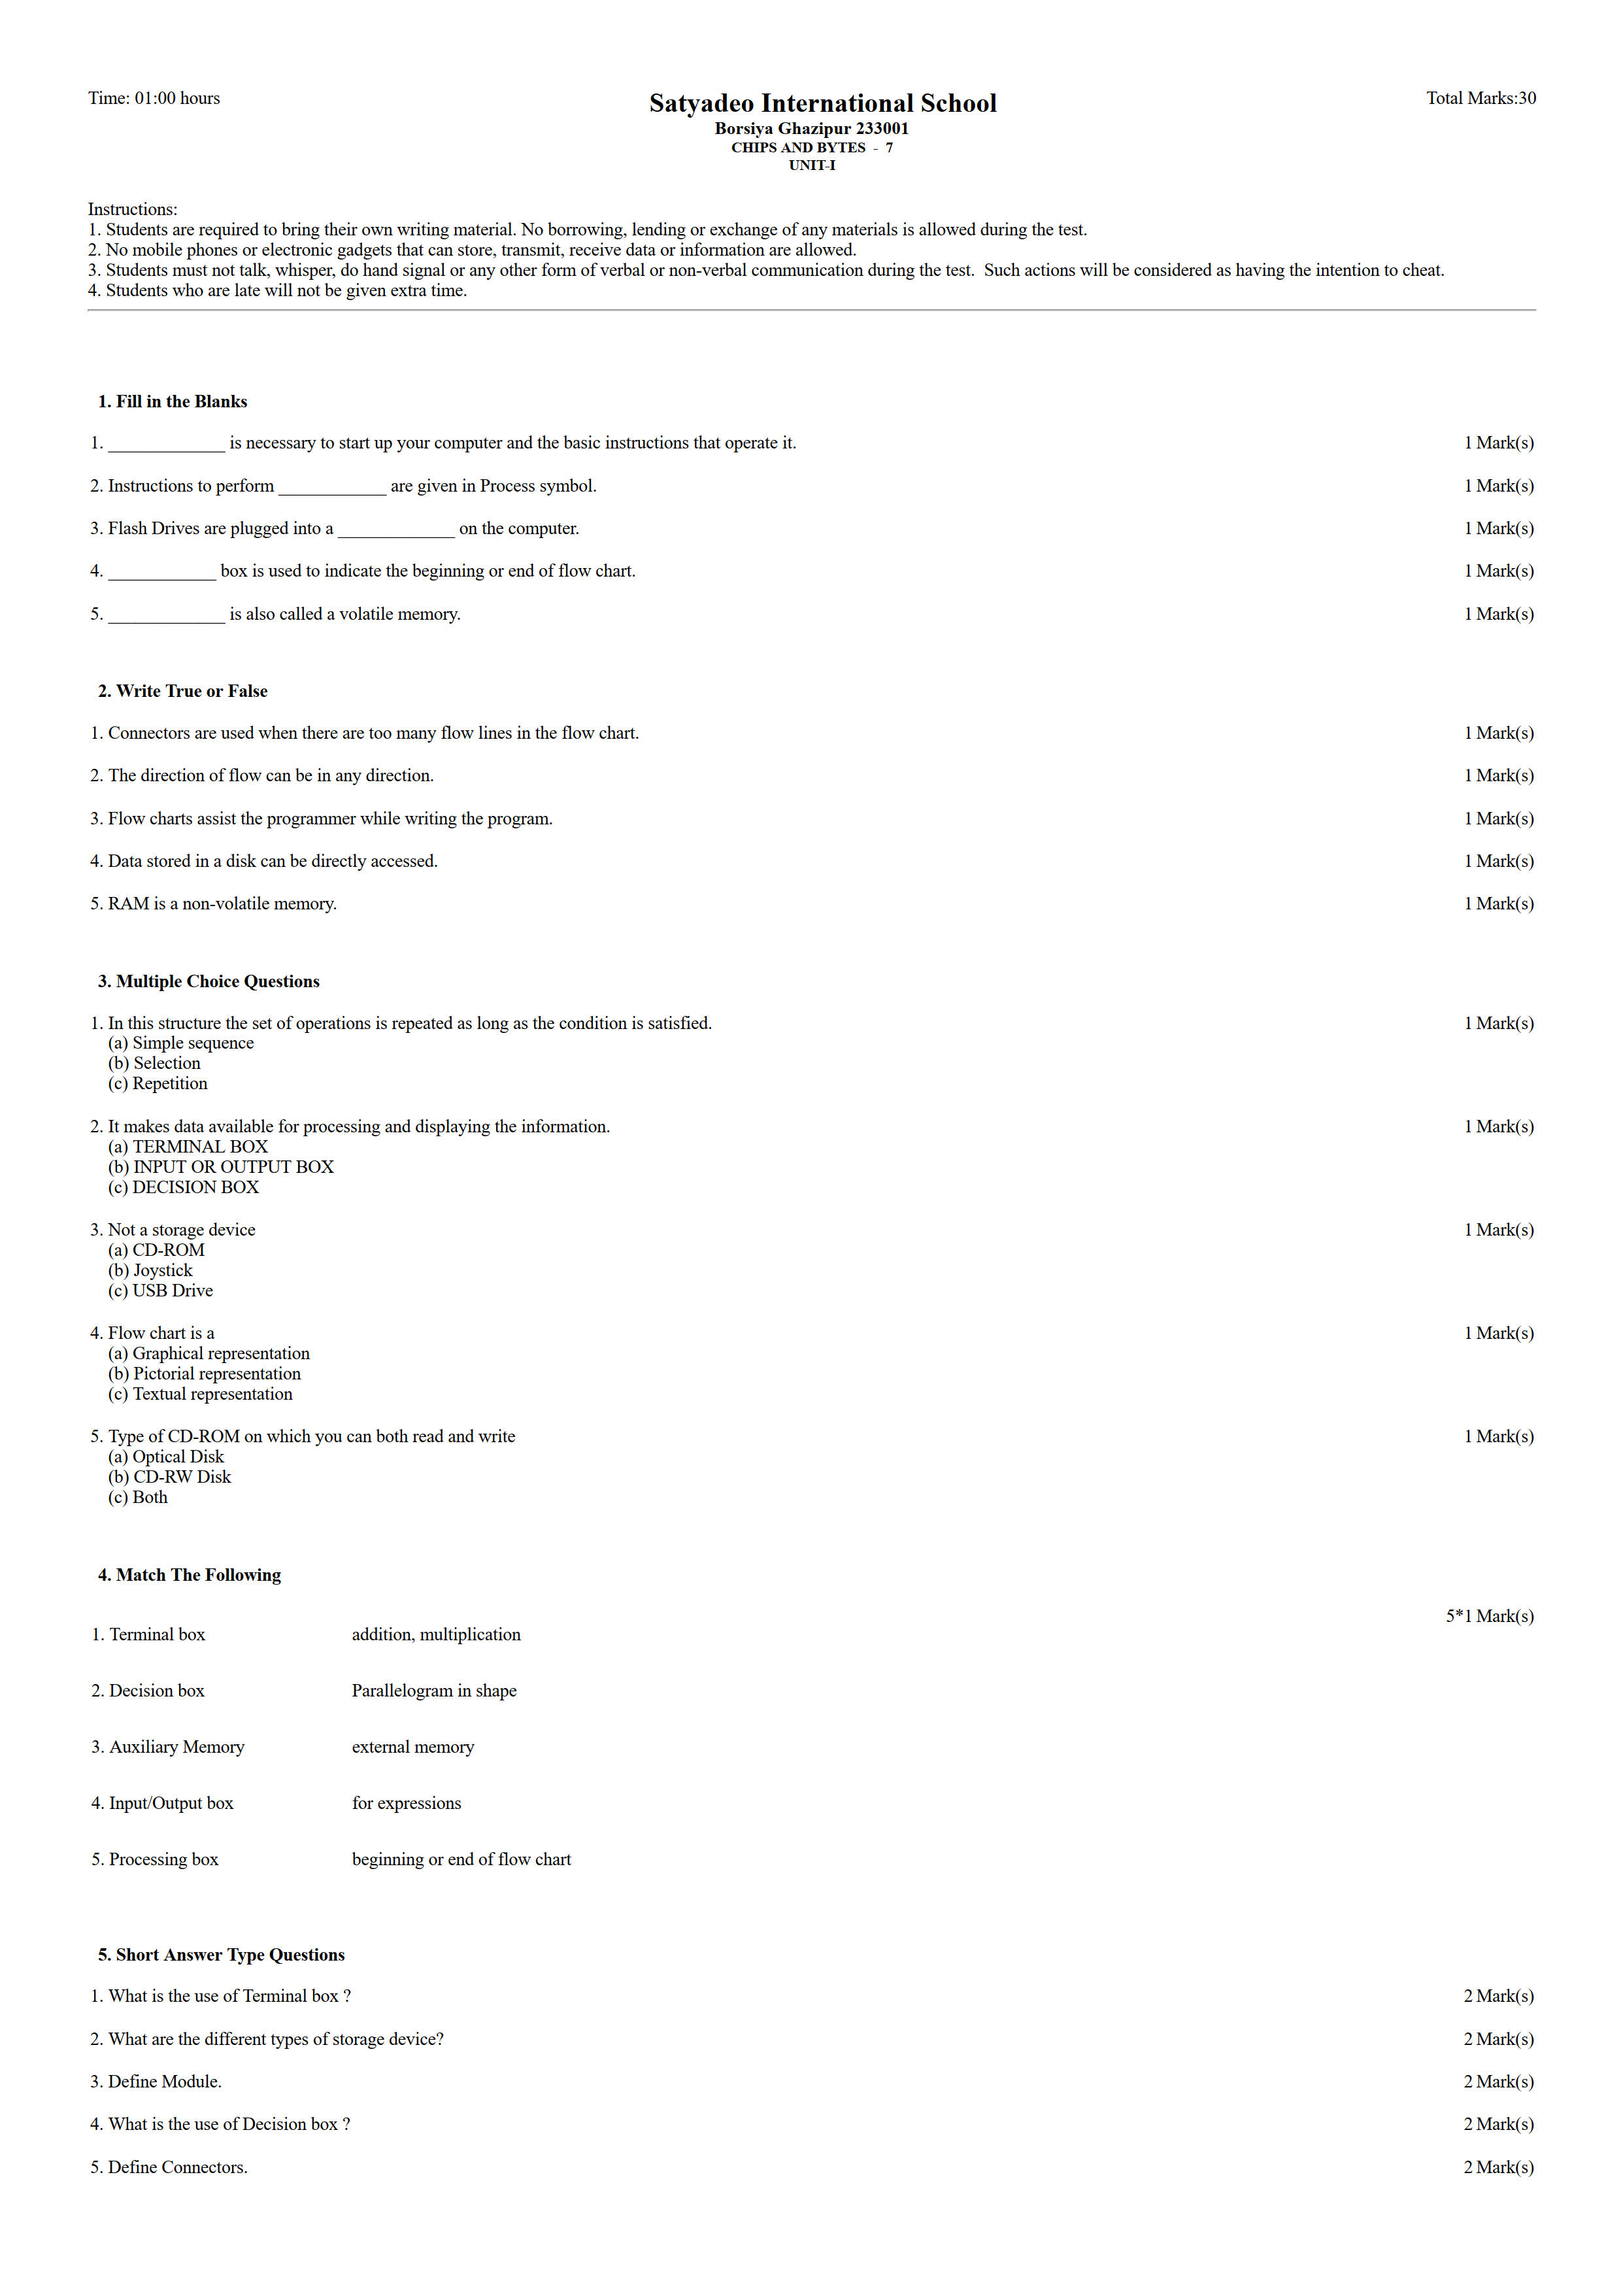 Time: 01:00 hours
Satyadeo International School
Total Marks:30
Borsiya Ghazipur 233001
CHIPS AND BYTES - 7
UNIT-I
Instructions:
1. Students are required to bring their own writing material. No borrowing, lending or exchange of any materials is allowed during the test.
2. No mobile phones or electronic gadgets that can store, transmit, receive data or information are allowed.
3. Students must not talk, whisper, do hand signal or any other form of verbal or non-verbal communication during the test. Such actions will be considered as having the intention to cheat.
4. Students who are late will not be given extra time.
1. Fill in the Blanks
1. _____________ is necessary to start up your computer and the basic instructions that operate it. 1 Mark(s)
2. Instructions to perform ____________ are given in Process symbol. 1 Mark(s)
3. Flash Drives are plugged into a _____________ on the computer. 1 Mark(s)
4. ____________ box is used to indicate the beginning or end of flow chart. 1 Mark(s)
5. _____________ is also called a volatile memory. 1 Mark(s)
2. Write True or False
1. Connectors are used when there are too many flow lines in the flow chart. 1 Mark(s)
2. The direction of flow can be in any direction. 1 Mark(s)
3. Flow charts assist the programmer while writing the program. 1 Mark(s)
4. Data stored in a disk can be directly accessed. 1 Mark(s)
5. RAM is a non-volatile memory. 1 Mark(s)
3. Multiple Choice Questions
1. In this structure the set of operations is repeated as long as the condition is satisfied. 1 Mark(s)
(a) Simple sequence
(b) Selection
(c) Repetition
2. It makes data available for processing and displaying the information. 1 Mark(s)
(a) TERMINAL BOX
(b) INPUT OR OUTPUT BOX
(c) DECISION BOX
3. Not a storage device 1 Mark(s)
(a) CD-ROM
(b) Joystick
(c) USB Drive
4. Flow chart is a 1 Mark(s)
(a) Graphical representation
(b) Pictorial representation
(c) Textual representation
5. Type of CD-ROM on which you can both read and write 1 Mark(s)
(a) Optical Disk
(b) CD-RW Disk
(c) Both
4. Match The Following
5*1 Mark(s)
1. Terminal box addition, multiplication
2. Decision box Parallelogram in shape
3. Auxiliary Memory external memory
4. Input/Output box for expressions
5. Processing box beginning or end of flow chart
5. Short Answer Type Questions
1. What is the use of Terminal box ? 2 Mark(s)
2. What are the different types of storage device? 2 Mark(s)
3. Define Module. 2 Mark(s)
4. What is the use of Decision box ? 2 Mark(s)
5. Define Connectors. 2 Mark(s)